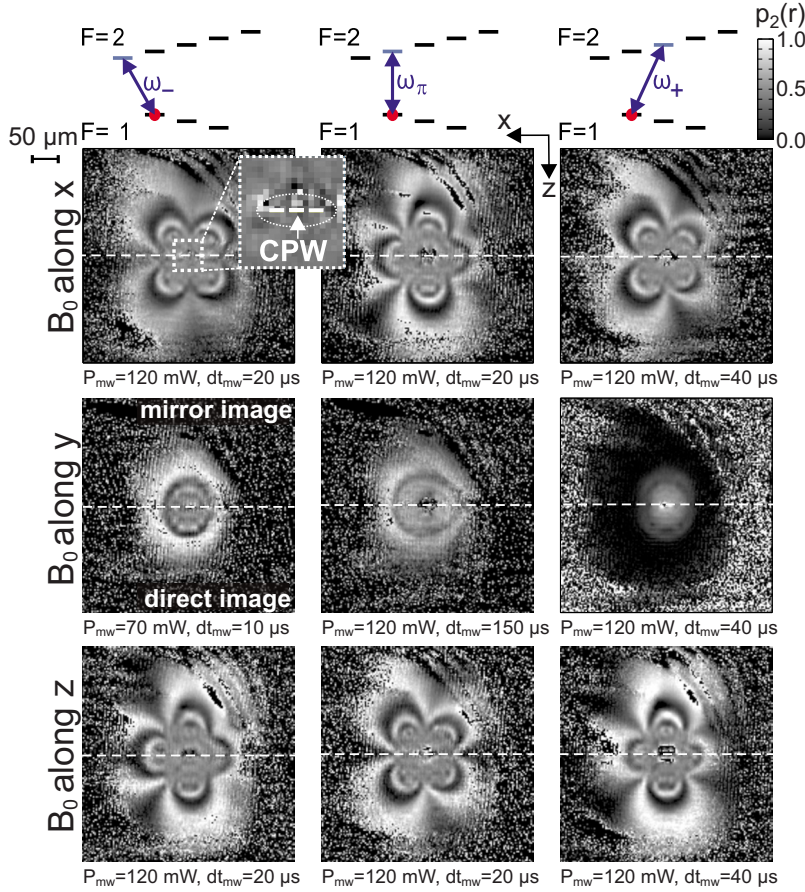 p₂(r)
F= 2 F=2 F=2 1.0
ω₋ ωπ ω₊ 0.5
F= 1 F=1 F=1 0.0
50 µm
x
z
B₀ along x
CPW
Pmw=120 mW, dtmw=20 µs Pmw=120 mW, dtmw=20 µs Pmw=120 mW, dtmw=40 µs
B₀ along y
mirror image
direct image
Pmw=70 mW, dtmw=10 µs Pmw=120 mW, dtmw=150 µs Pmw=120 mW, dtmw=40 µs
B₀ along z
Pmw=120 mW, dtmw=20 µs Pmw=120 mW, dtmw=20 µs Pmw=120 mW, dtmw=40 µs